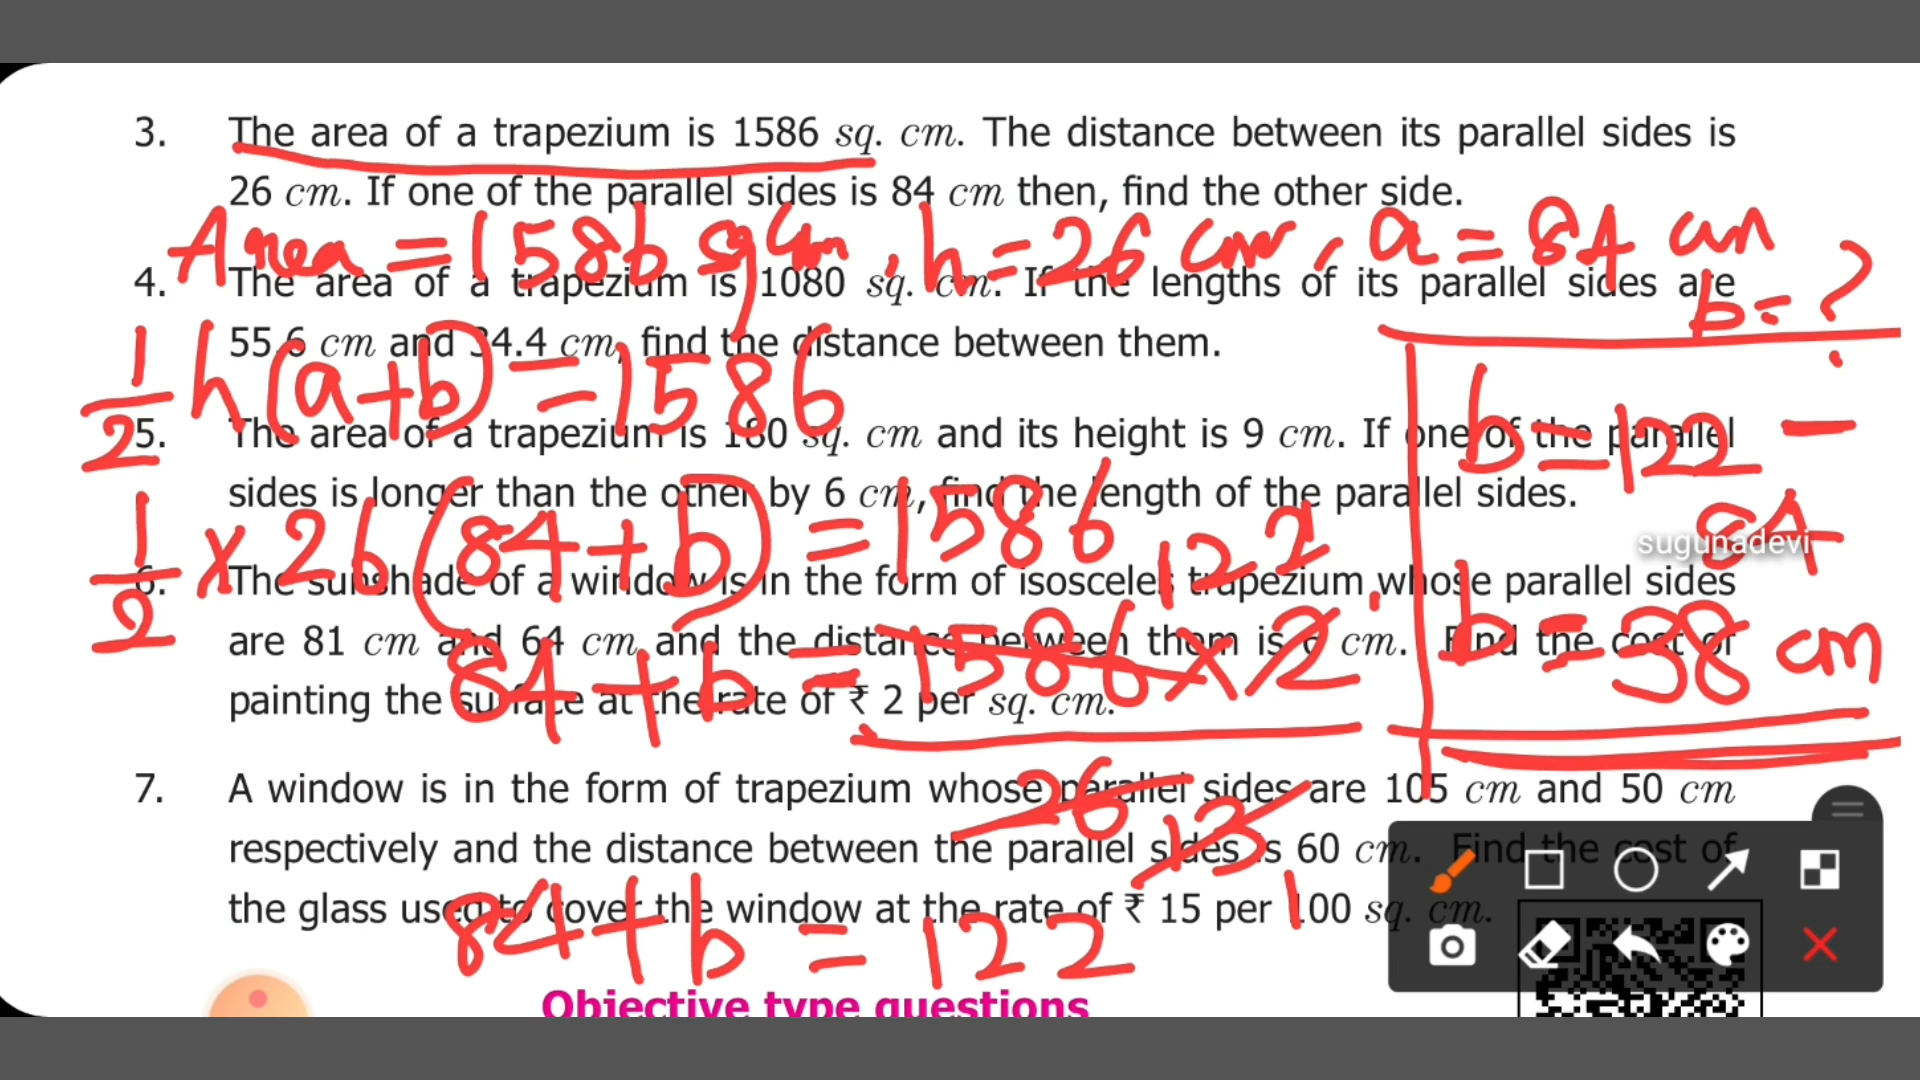 3. The area of a trapezium is 1586 sq. cm. The distance between its parallel sides is
26 cm. If one of the parallel sides is 84 cm then, find the other side.
Area = 1586 sq cm, h = 26 cm, a = 84 cm
4. The area of a trapezium is 1080 sq. cm. If the lengths of its parallel sides are
b = ?
55.6 cm and 34.4 cm, find the distance between them.
1/2 h (a+b) = 1586
b = 122 - 84
5. The area of a trapezium is 180 sq. cm and its height is 9 cm. If one of the parallel
sides is longer than the other by 6 cm, find the length of the parallel sides.
1/2 x 26 (84+b) = 1586
122
sugunadevi
6. The sunshade of a window is in the form of isosceles trapezium whose parallel sides
are 81 cm and 64 cm and the distance between them is 6 cm. Find the cost of
b = 38 cm
84+b = 1586 x 2
painting the surface at the rate of ₹ 2 per sq. cm.
26
13
1
7. A window is in the form of trapezium whose parallel sides are 105 cm and 50 cm
respectively and the distance between the parallel sides is 60 cm. Find the cost of
the glass used to cover the window at the rate of ₹ 15 per 100 sq. cm.
84+b = 122
Objective type questions